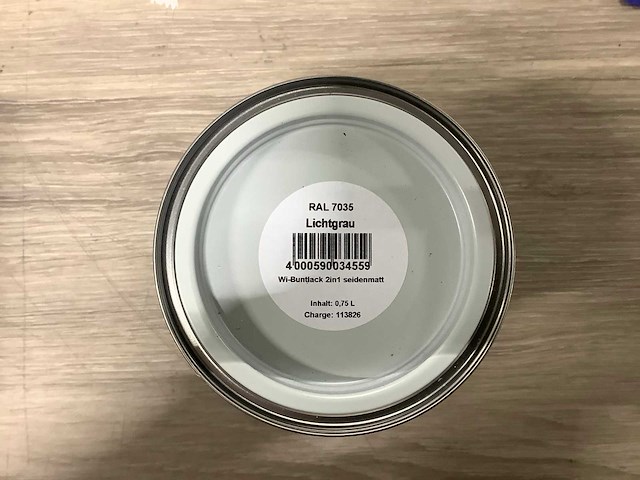 RAL 7035
Lichtgrau
4 000590 034559
Wi-Buntlack 2in1 seidenmatt
Inhalt: 0,75 L
Charge: 113826